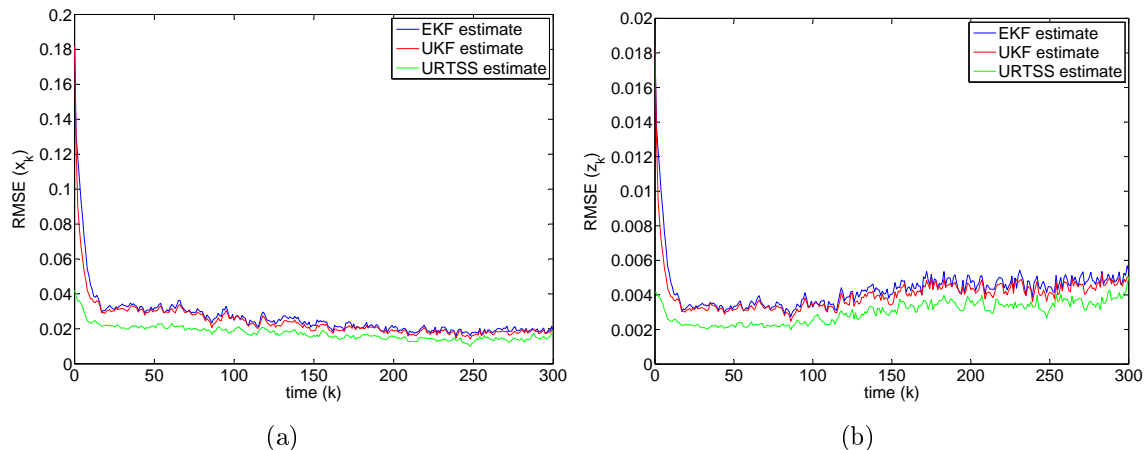 0.2
0.18
0.16
0.14
0.12
0.1
0.08
0.06
0.04
0.02
0
RMSE (x_k)
EKF estimate
UKF estimate
URTSS estimate
0 50 100 150 200 250 300
time (k)
(a)
0.02
0.018
0.016
0.014
0.012
0.01
0.008
0.006
0.004
0.002
0
RMSE (z_k)
EKF estimate
UKF estimate
URTSS estimate
0 50 100 150 200 250 300
time (k)
(b)